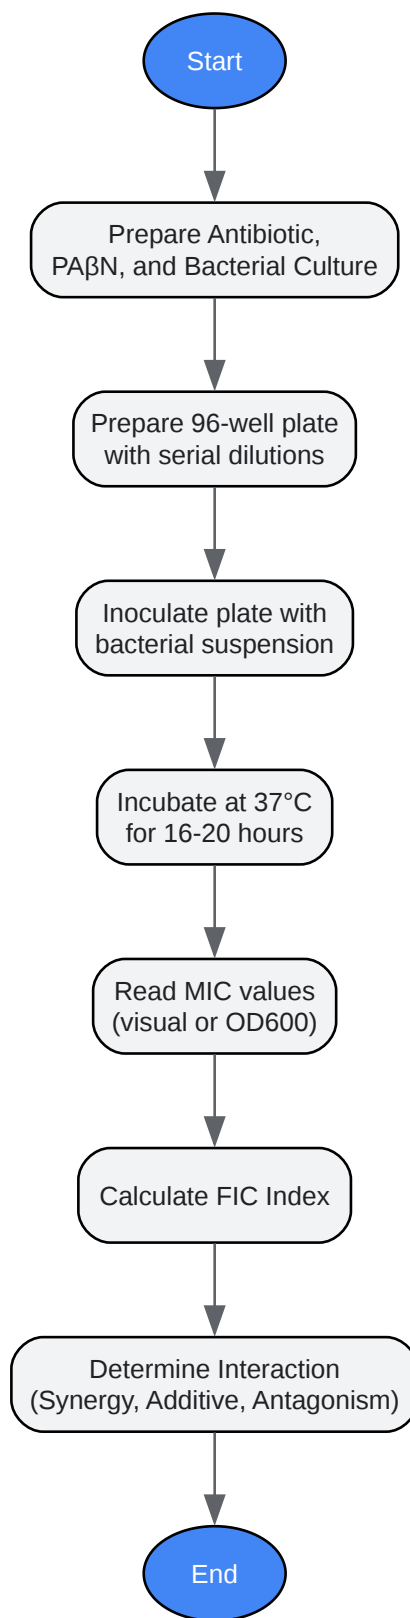 Start
Prepare Antibiotic,
PAβN, and Bacterial Culture
Prepare 96-well plate
with serial dilutions
Inoculate plate with
bacterial suspension
Incubate at 37°C
for 16-20 hours
Read MIC values
(visual or OD600)
Calculate FIC Index
Determine Interaction
(Synergy, Additive, Antagonism)
End